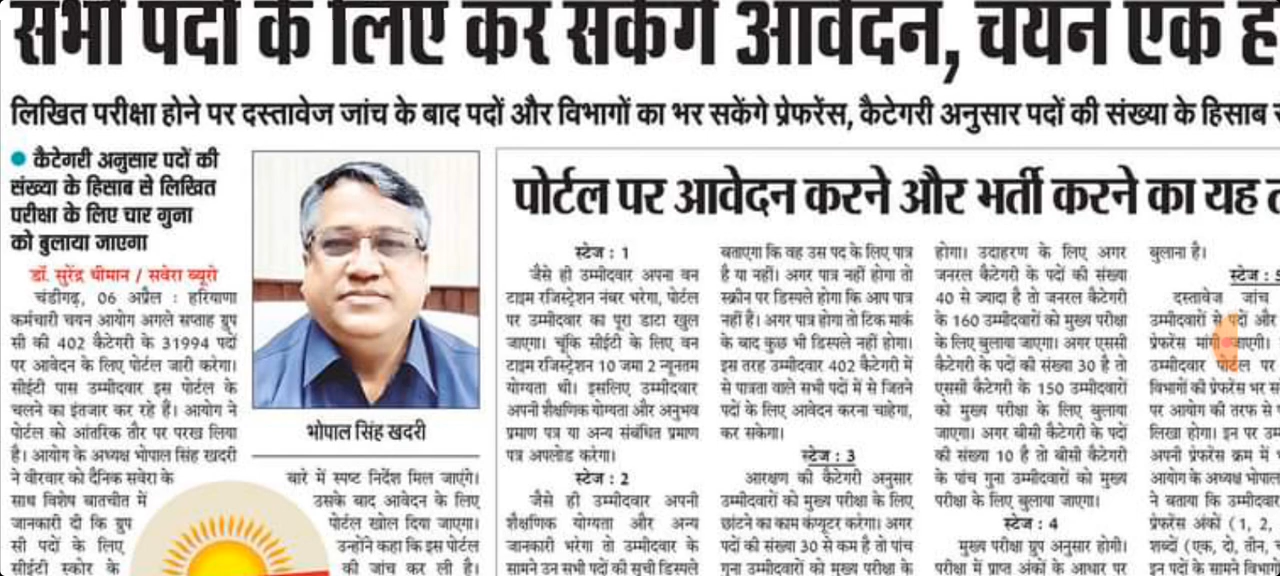 सभी पदों के लिए कर सकेंगे आवेदन, चयन एक
लिखित परीक्षा होने पर दस्तावेज जांच के बाद पदों और विभागों का भर सकेंगे प्रेफरेंस, कैटेगरी अनुसार पदों की संख्या के हिसाब
कैटेगरी अनुसार पदों की
संख्या के हिसाब से लिखित
परीक्षा के लिए चार गुना
को बुलाया जाएगा
डॉ. सुरेंद्र धीमान / सवेरा ब्यूरो
चंडीगढ़, 06 अप्रैल : हरियाणा
कर्मचारी चयन आयोग अगले सप्ताह ग्रुप
सी की 402 कैटेगरी के 31994 पदों
पर आवेदन के लिए पोर्टल जारी करेगा।
सीईटी पास उम्मीदवार इस पोर्टल के
चलने का इंतजार कर रहे हैं। आयोग ने
पोर्टल को आंतरिक तौर पर परख लिया
है। आयोग के अध्यक्ष भोपाल सिंह खदरी
ने वीरवार को दैनिक सवेरा के
साथ विशेष बातचीत में
जानकारी दी कि ग्रुप
सी पदों के लिए
सीईटी स्कोर के
भोपाल सिंह खदरी
बारे में स्पष्ट निर्देश मिल जाएंगे।
उसके बाद आवेदन के लिए
पोर्टल खोल दिया जाएगा।
उन्होंने कहा कि इस पोर्टल
की जांच कर ली है।
पोर्टल पर आवेदन करने और भर्ती करने का यह
स्टेज : 1
जैसे ही उम्मीदवार अपना वन
टाइम रजिस्ट्रेशन नंबर भरेगा, पोर्टल
पर उम्मीदवार का पूरा डाटा खुल
जाएगा। चूंकि सीईटी के लिए वन
टाइम रजिस्ट्रेशन 10 जमा 2 न्यूनतम
योग्यता थी। इसलिए उम्मीदवार
अपनी शैक्षणिक योग्यता और अनुभव
प्रमाण पत्र या अन्य संबंधित प्रमाण
पत्र अपलोड करेगा।
स्टेज : 2
जैसे ही उम्मीदवार अपनी
शैक्षणिक योग्यता और अन्य
जानकारी भरेगा तो उम्मीदवार के
सामने उन सभी पदों की सूची डिस्पले
बताएगा कि वह उस पद के लिए पात्र
है या नहीं। अगर पात्र नहीं होगा तो
स्क्रीन पर डिस्पले होगा कि आप पात्र
नहीं है। अगर पात्र होगा तो टिक मार्क
के बाद कुछ भी डिस्पले नहीं होगा।
इस तरह उम्मीदवार 402 कैटेगरी में
से पात्रता वाले सभी पदों में से जितने
पदों के लिए आवेदन करना चाहेगा,
कर सकेगा।
स्टेज : 3
आरक्षण की कैटेगरी अनुसार
उम्मीदवारों को मुख्य परीक्षा के लिए
छांटने का काम कंप्यूटर करेगा। अगर
पदों की संख्या 30 से कम है तो पांच
गुना उम्मीदवारों को मुख्य परीक्षा के
होगा। उदाहरण के लिए अगर
जनरल कैटेगरी के पदों की संख्या
40 से ज्यादा है तो जनरल कैटेगरी
के 160 उम्मीदवारों को मुख्य परीक्षा
के लिए बुलाया जाएगा। अगर एससी
कैटेगरी के पदों की संख्या 30 है तो
एससी कैटेगरी के 150 उम्मीदवारों
को मुख्य परीक्षा के लिए बुलाया
जाएगा। अगर बीसी कैटेगरी के पदों
की संख्या 10 है तो बीसी कैटेगरी
के पांच गुना उम्मीदवारों को मुख्य
परीक्षा के लिए बुलाया जाएगा।
स्टेज : 4
मुख्य परीक्षा ग्रुप अनुसार होगी।
परीक्षा में प्राप्त अंकों के आधार पर
बुलाना है।
स्टेज :
दस्तावेज जांच
उम्मीदवारों से पदों और
प्रेफरेंस मांगी जाएगी।
उम्मीदवार पोर्टल पर
विभागों की प्रेफरेंस भर
पर आयोग की तरफ से
लिखा होगा। इन पर
अपनी प्रेफरेंस क्रम में
आयोग के अध्यक्ष भोपाल
ने बताया कि उम्मीदवार
प्रेफरेंस अंकों (1, 2,
शब्दों (एक, दो, तीन,
इन पदों के सामने